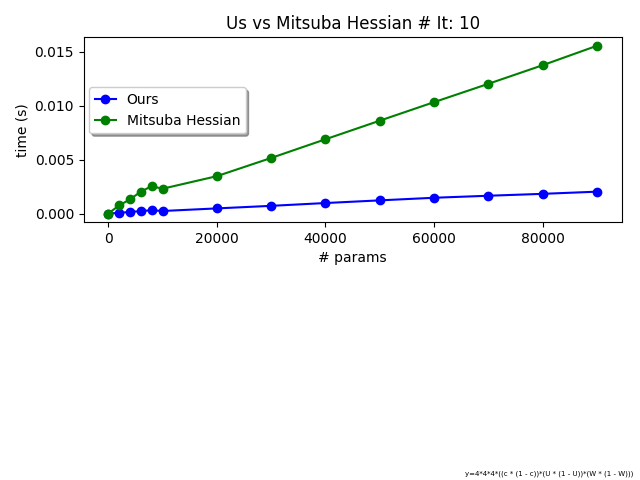 Us vs Mitsuba Hessian # It: 10
0.015
0.010
0.005
0.000
time (s)
Ours
Mitsuba Hessian
0 20000 40000 60000 80000
# params
y=4*4*4*((c * (1 - c))*(U * (1 - U))*(W * (1 - W)))